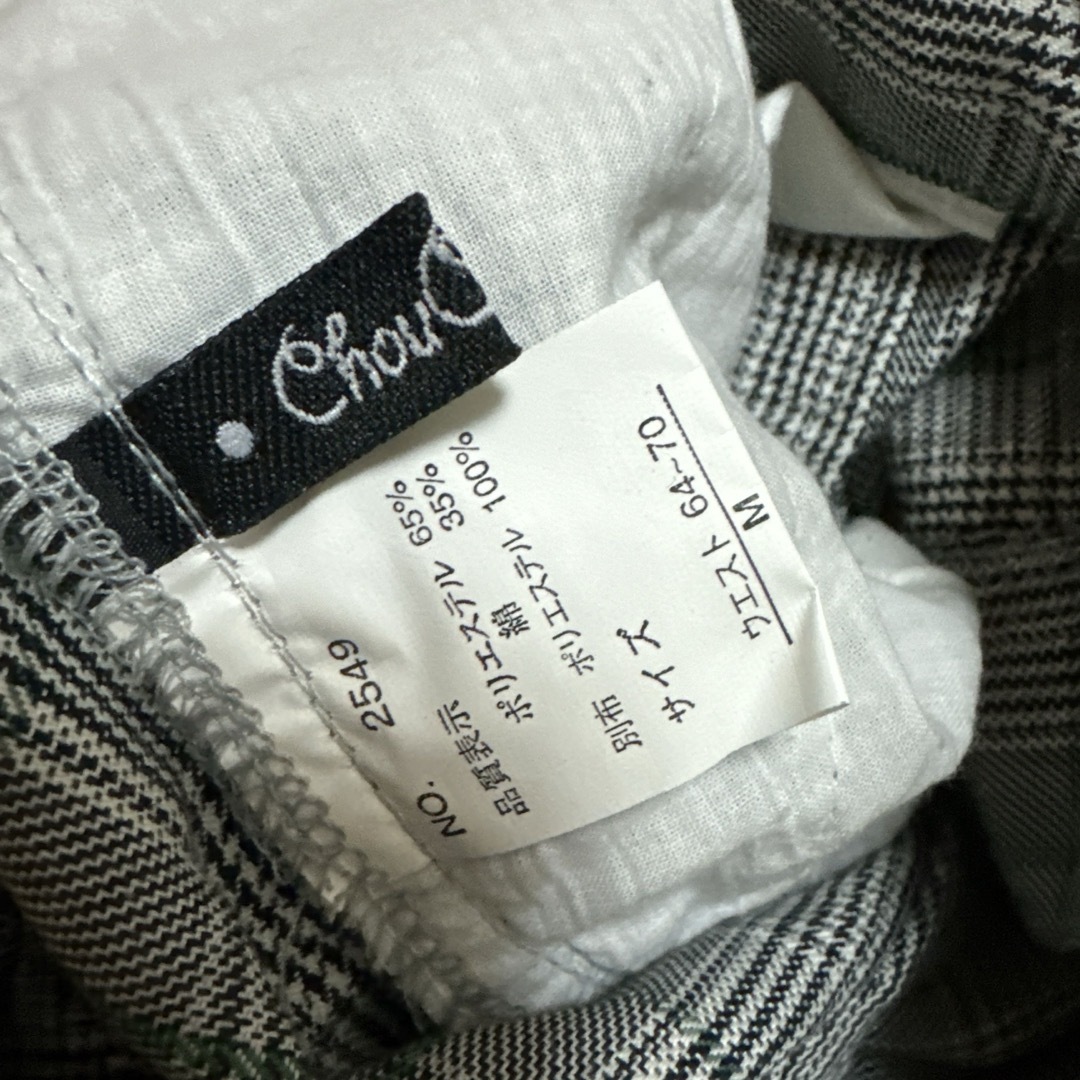 Chou
NO. 2549
品質表示
ポリエステル 65%
綿 35%
別布 ポリエステル 100%
サイズ
ウエスト 64~70
M